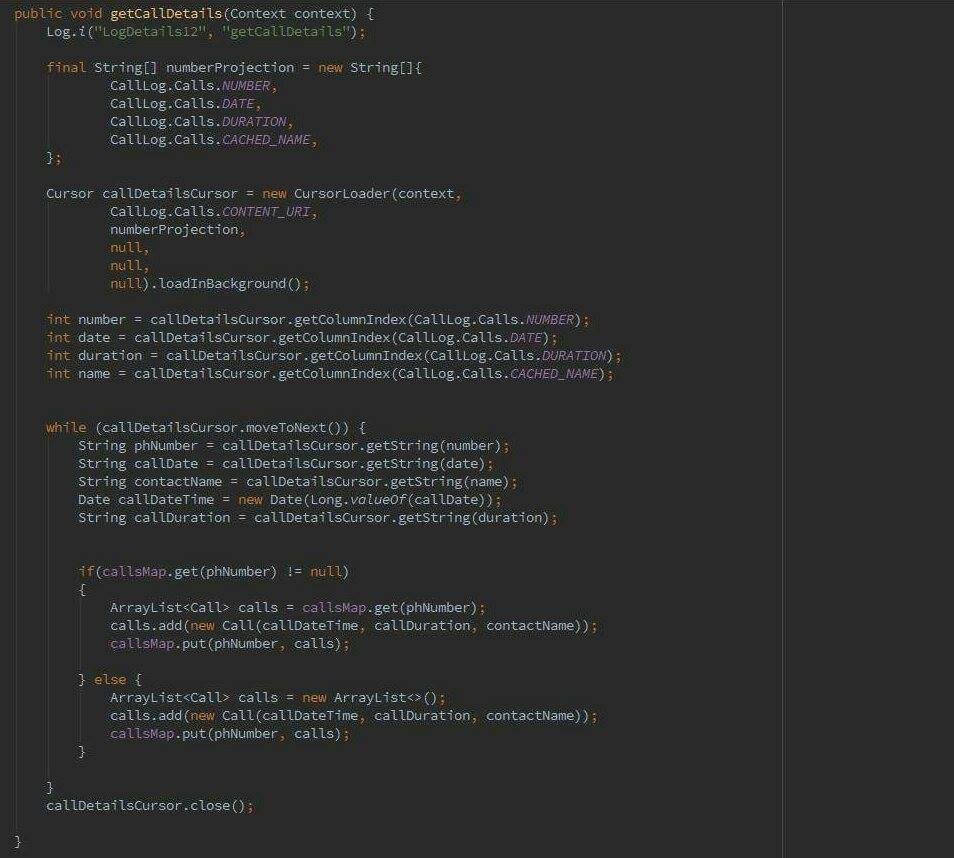 public void getCallDetails(Context context) {
Log.i("LogDetails12", "getCallDetails");
final String[] numberProjection = new String[]{
CallLog.Calls.NUMBER,
CallLog.Calls.DATE,
CallLog.Calls.DURATION,
CallLog.Calls.CACHED_NAME,
};
Cursor callDetailsCursor = new CursorLoader(context,
CallLog.Calls.CONTENT_URI,
numberProjection,
null,
null,
null).loadInBackground();
int number = callDetailsCursor.getColumnIndex(CallLog.Calls.NUMBER);
int date = callDetailsCursor.getColumnIndex(CallLog.Calls.DATE);
int duration = callDetailsCursor.getColumnIndex(CallLog.Calls.DURATION);
int name = callDetailsCursor.getColumnIndex(CallLog.Calls.CACHED_NAME);
while (callDetailsCursor.moveToNext()) {
String phNumber = callDetailsCursor.getString(number);
String callDate = callDetailsCursor.getString(date);
String contactName = callDetailsCursor.getString(name);
Date callDateTime = new Date(Long.valueOf(callDate));
String callDuration = callDetailsCursor.getString(duration);
if(callsMap.get(phNumber) != null)
{
ArrayList<Call> calls = callsMap.get(phNumber);
calls.add(new Call(callDateTime, callDuration, contactName));
callsMap.put(phNumber, calls);
} else {
ArrayList<Call> calls = new ArrayList<>();
calls.add(new Call(callDateTime, callDuration, contactName));
callsMap.put(phNumber, calls);
}
}
callDetailsCursor.close();
}